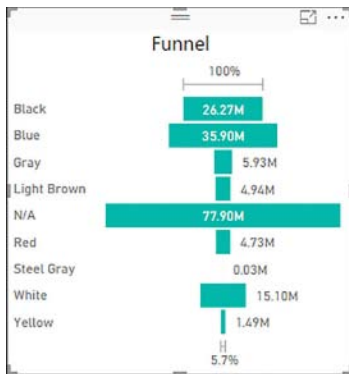 Funnel
100%
Black 26.27M
Blue 35.90M
Gray 5.93M
Light Brown 4.94M
N/A 77.90M
Red 4.73M
Steel Gray 0.03M
White 15.10M
Yellow 1.49M
5.7%